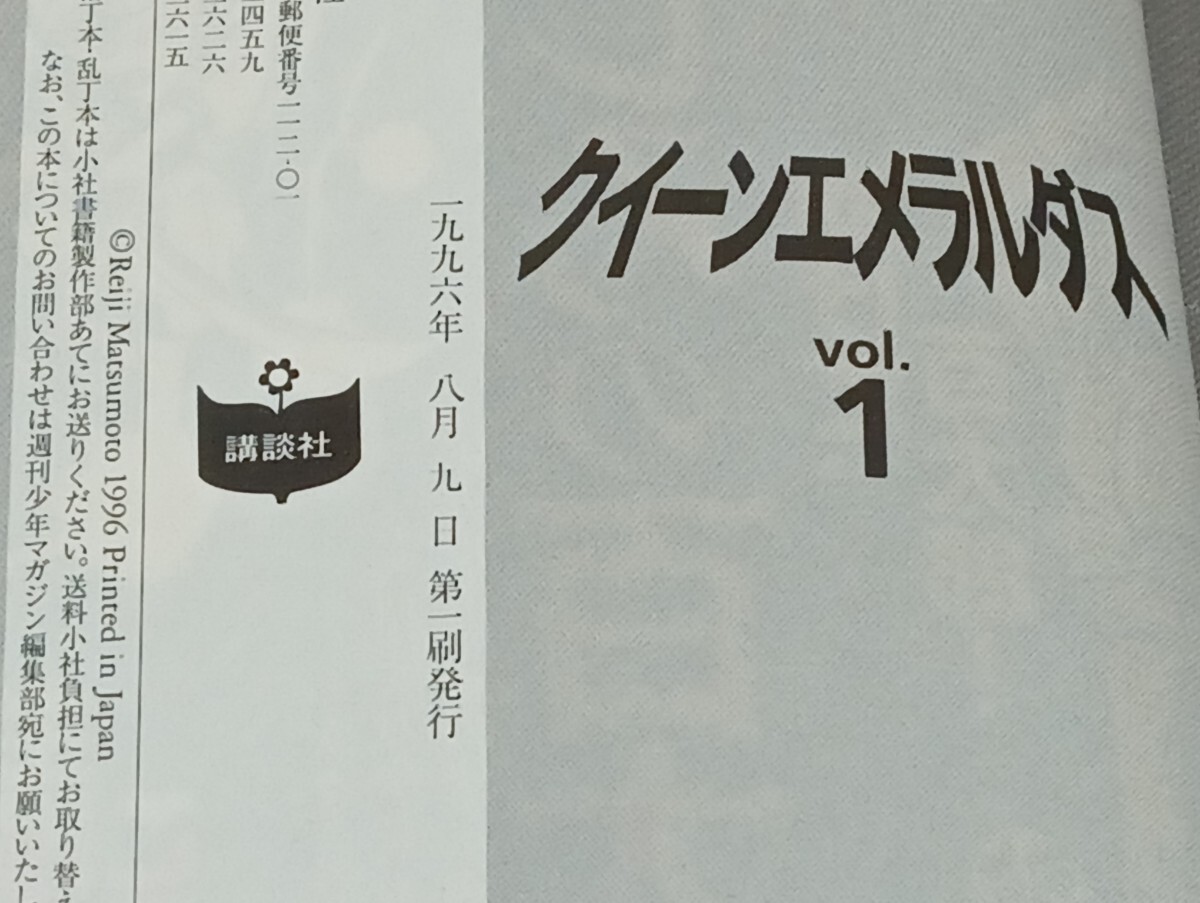 クイーンエメラルダス
vol.
1
一九九六年 八月 九日 第一刷発行
講談社
郵便番号一一二-〇一
四五九
六二六
六一五
©Reiji Matsumoto 1996 Printed in Japan
丁本・乱丁本は小社書籍製作部あてにお送りください。送料小社負担にてお取り替え
なお、この本についてのお問い合わせは週刊少年マガジン編集部宛にお願いいたし